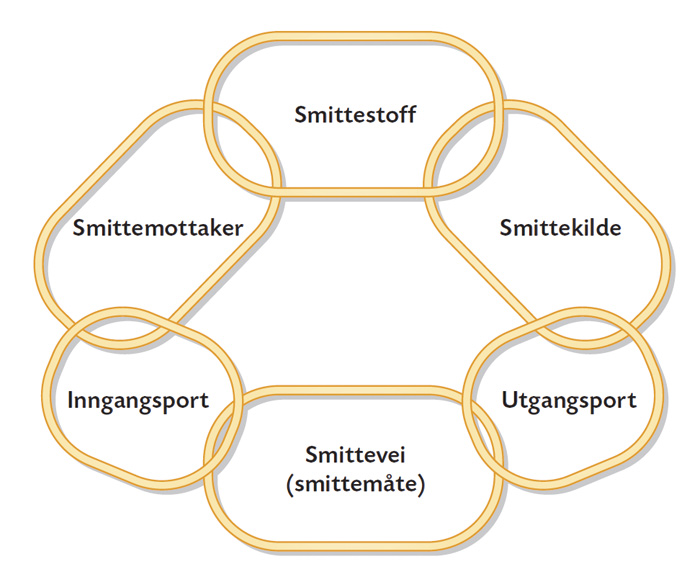 Smittestoff
Smittemottaker
Smittekilde
Inngangsport
Utgangsport
Smittevei
(smittemåte)